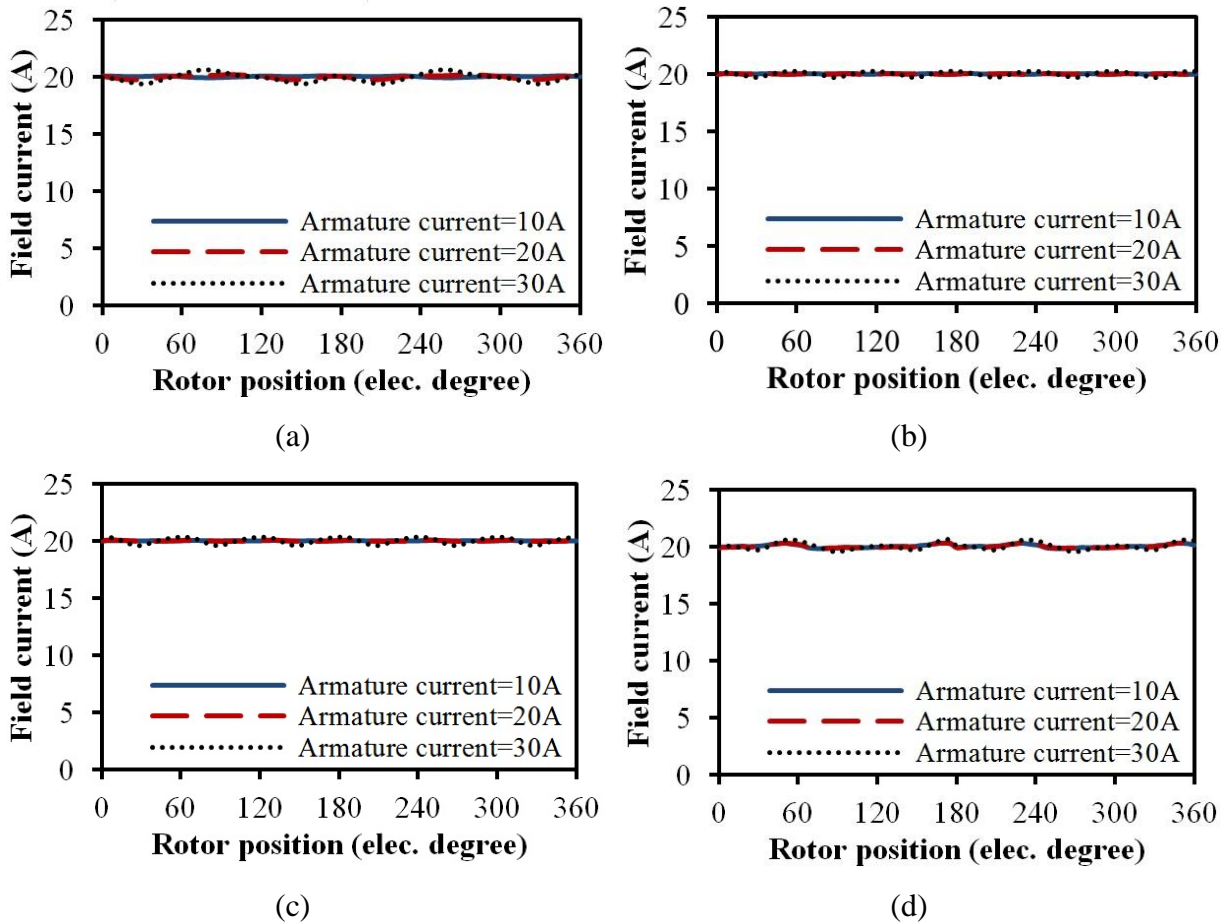 25
20
15
10
5
0
Field current (A)
Armature current=10A
Armature current=20A
Armature current=30A
0 60 120 180 240 300 360
Rotor position (elec. degree)
(a)
25
20
15
10
5
0
Field current (A)
Armature current=10A
Armature current=20A
Armature current=30A
0 60 120 180 240 300 360
Rotor position (elec. degree)
(b)
25
20
15
10
5
0
Field current (A)
Armature current=10A
Armature current=20A
Armature current=30A
0 60 120 180 240 300 360
Rotor position (elec. degree)
(c)
25
20
15
10
5
0
Field current (A)
Armature current=10A
Armature current=20A
Armature current=30A
0 60 120 180 240 300 360
Rotor position (elec. degree)
(d)